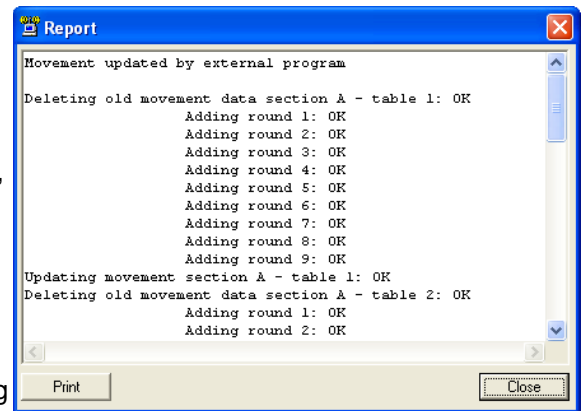 Report
Movement updated by external program
Deleting old movement data section A - table 1: OK
Adding round 1: OK
Adding round 2: OK
Adding round 3: OK
Adding round 4: OK
Adding round 5: OK
Adding round 6: OK
Adding round 7: OK
Adding round 8: OK
Adding round 9: OK
Updating movement section A - table 1: OK
Deleting old movement data section A - table 2: OK
Adding round 1: OK
Adding round 2: OK
Print Close